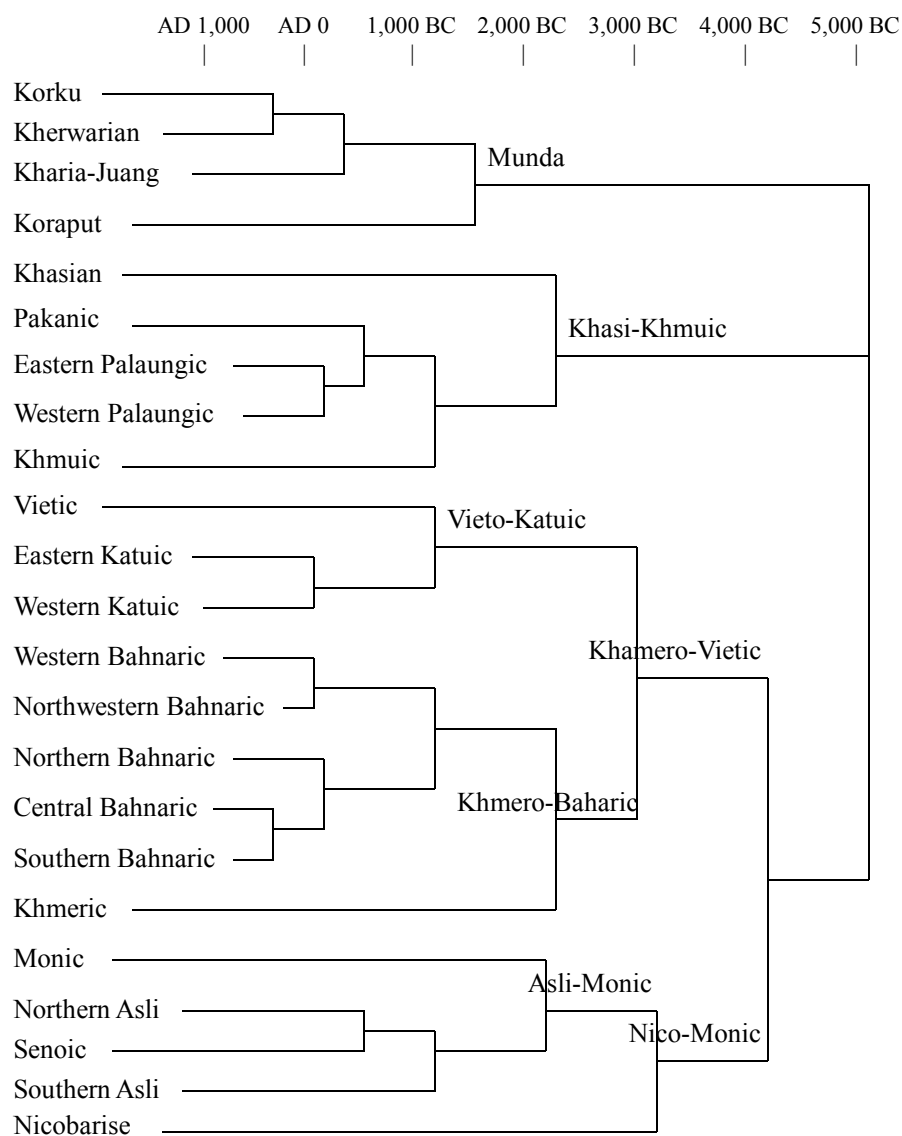 AD 1,000 AD 0 1,000 BC 2,000 BC 3,000 BC 4,000 BC 5,000 BC
Korku
Kherwarian
Munda
Kharia-Juang
Koraput
Khasian
Pakanic
Khasi-Khmuic
Eastern Palaungic
Western Palaungic
Khmuic
Vietic
Vieto-Katuic
Eastern Katuic
Western Katuic
Khamero-Vietic
Western Bahnaric
Northwestern Bahnaric
Northern Bahnaric
Khmero-Baharic
Central Bahnaric
Southern Bahnaric
Khmeric
Monic
Asli-Monic
Northern Asli
Nico-Monic
Senoic
Southern Asli
Nicobarise